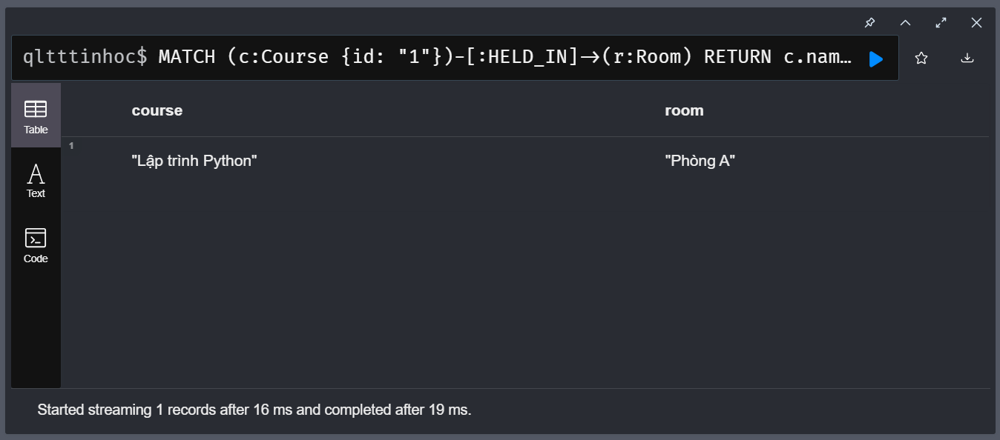 qltttinhoc$ MATCH (c:Course {id: "1"})-[:HELD_IN]→(r:Room) RETURN c.nam…
Table
Text
Code
course room
1
"Lập trình Python" "Phòng A"
Started streaming 1 records after 16 ms and completed after 19 ms.